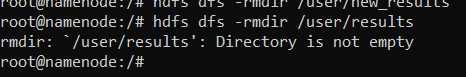 root@namenode:/# hdfs dfs -rmdir /user/new_results
root@namenode:/# hdfs dfs -rmdir /user/results
rmdir: `/user/results': Directory is not empty
root@namenode:/#